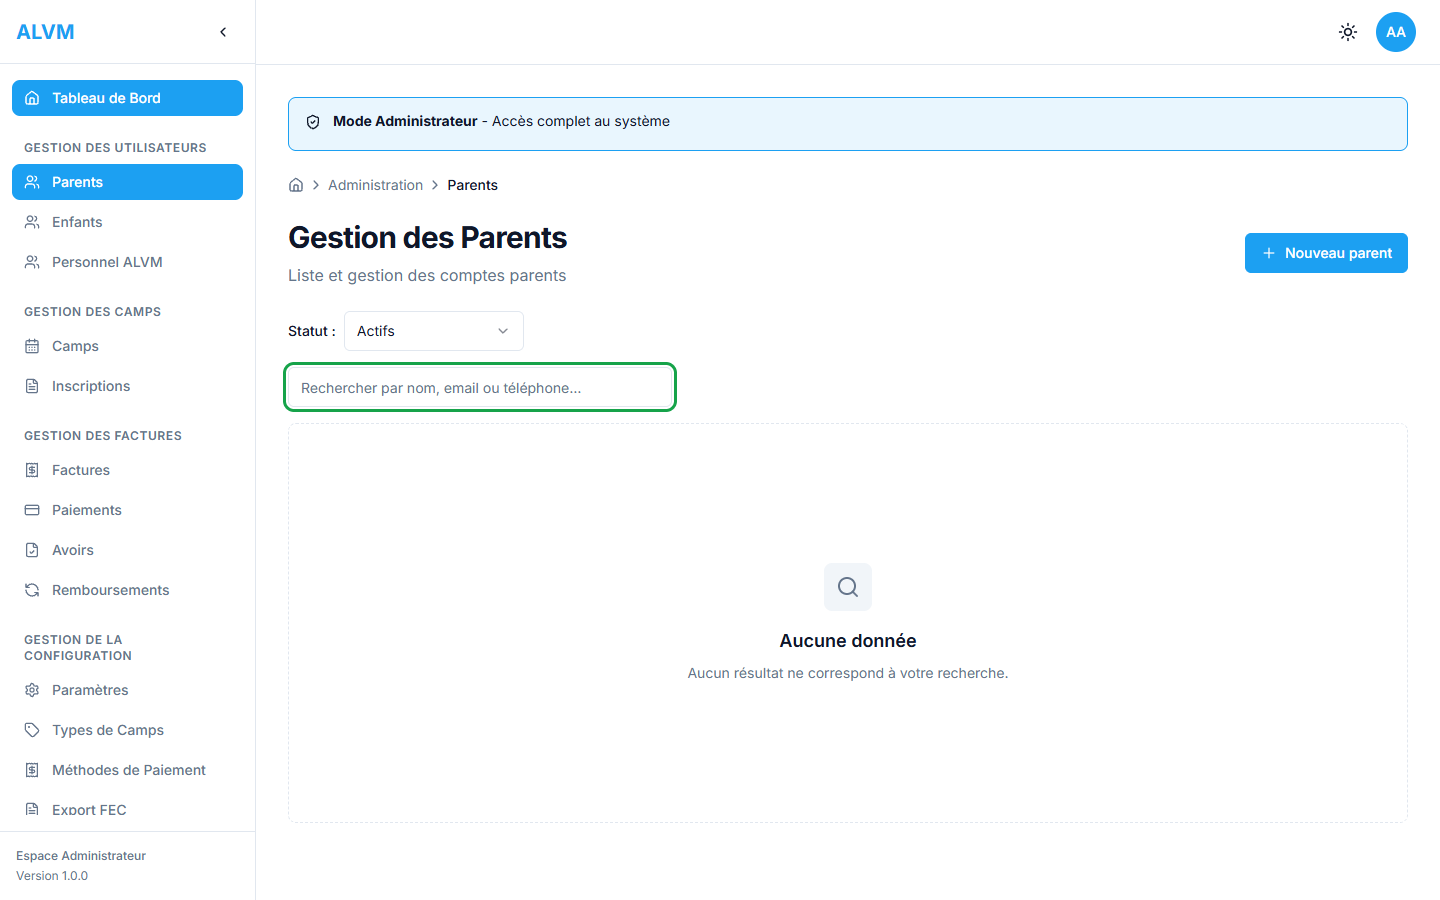 ALVM
AA
Tableau de Bord
GESTION DES UTILISATEURS
Parents
Enfants
Personnel ALVM
GESTION DES CAMPS
Camps
Inscriptions
GESTION DES FACTURES
Factures
Paiements
Avoirs
Remboursements
GESTION DE LA
CONFIGURATION
Paramètres
Types de Camps
Méthodes de Paiement
Export FEC
Espace Administrateur
Version 1.0.0
Mode Administrateur - Accès complet au système
Administration
Parents
Gestion des Parents
Liste et gestion des comptes parents
Nouveau parent
Statut :
Actifs
Rechercher par nom, email ou téléphone...
Aucune donnée
Aucun résultat ne correspond à votre recherche.